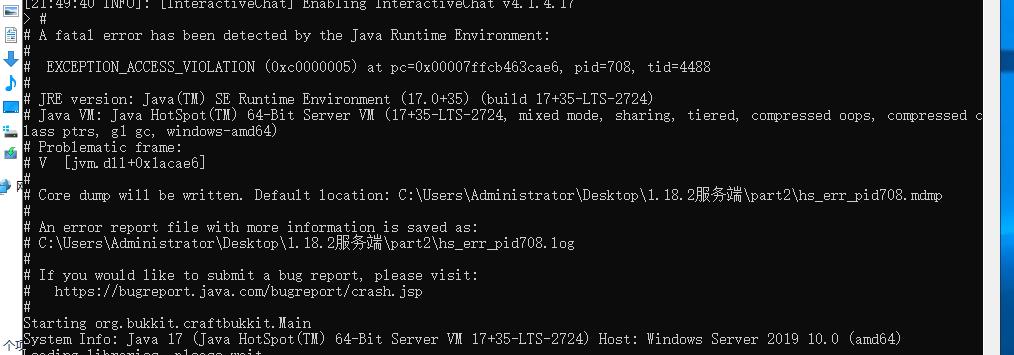 [21:49:40 INFO]: [InteractiveChat] Enabling InteractiveChat v4.1.4.17
> #
# A fatal error has been detected by the Java Runtime Environment:
#
#  EXCEPTION_ACCESS_VIOLATION (0xc0000005) at pc=0x00007ffcb463cae6, pid=708, tid=4488
#
# JRE version: Java(TM) SE Runtime Environment (17.0+35) (build 17+35-LTS-2724)
# Java VM: Java HotSpot(TM) 64-Bit Server VM (17+35-LTS-2724, mixed mode, sharing, tiered, compressed oops, compressed c
lass ptrs, g1 gc, windows-amd64)
# Problematic frame:
# V  [jvm.dll+0x1acae6]
#
# Core dump will be written. Default location: C:\Users\Administrator\Desktop\1.18.2服务端\part2\hs_err_pid708.mdmp
#
# An error report file with more information is saved as:
# C:\Users\Administrator\Desktop\1.18.2服务端\part2\hs_err_pid708.log
#
# If you would like to submit a bug report, please visit:
#   https://bugreport.java.com/bugreport/crash.jsp
#
Starting org.bukkit.craftbukkit.Main
System Info: Java 17 (Java HotSpot(TM) 64-Bit Server VM 17+35-LTS-2724) Host: Windows Server 2019 10.0 (amd64)
Loading libraries, please wait